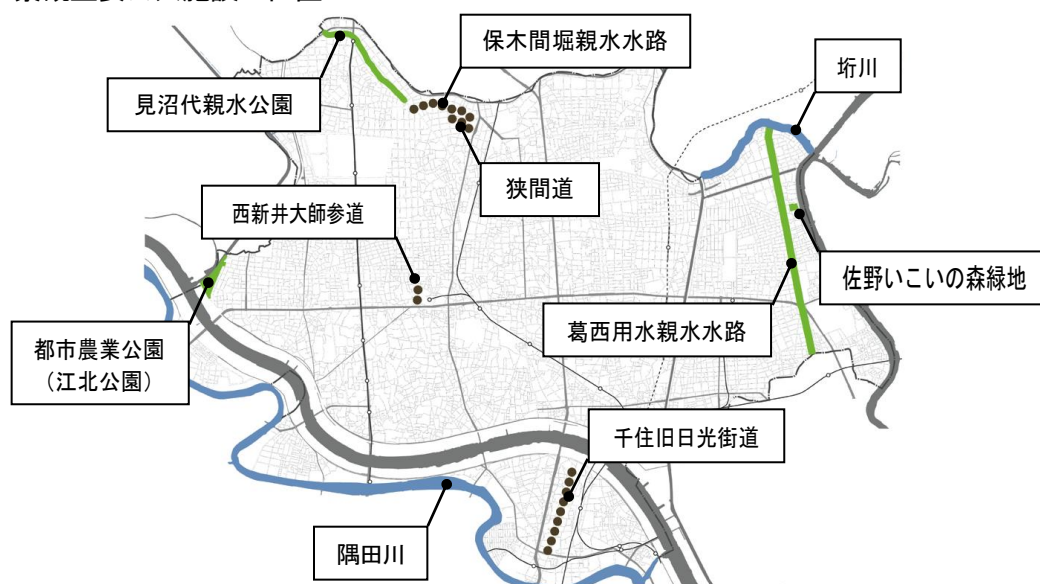 保木間堀親水水路
垳川
見沼代親水公園
狭間道
西新井大師参道
佐野いこいの森緑地
葛西用水親水水路
都市農業公園
（江北公園）
千住旧日光街道
隅田川